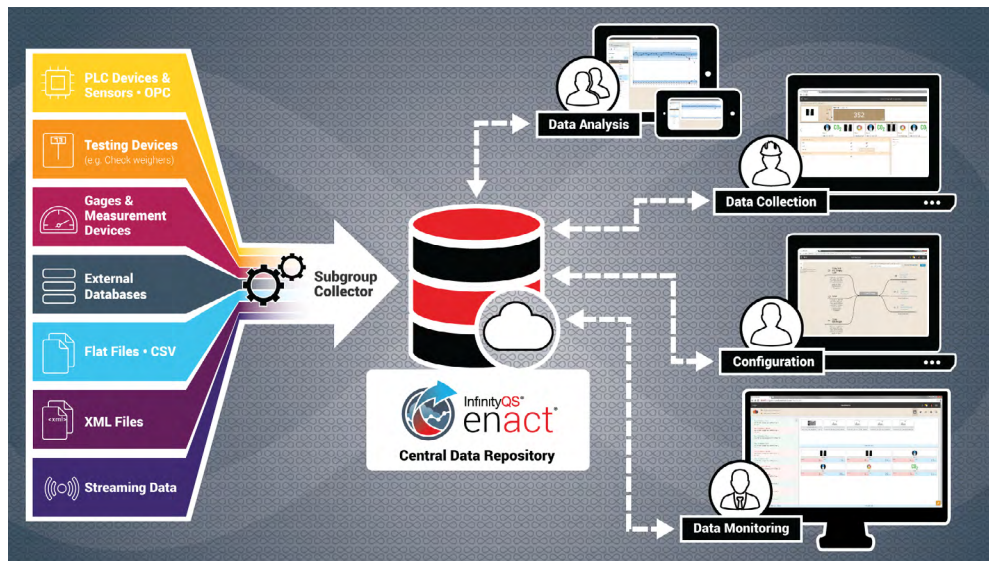 PLC Devices &
Sensors • OPC
Testing Devices
(e.g. Check weighers)
Gages &
Measurement
Devices
External
Databases
Flat Files • CSV
XML Files
Streaming Data
Subgroup
Collector
InfinityQS®
enact®
Central Data Repository
Data Analysis
352
Data Collection
Configuration
Data Monitoring